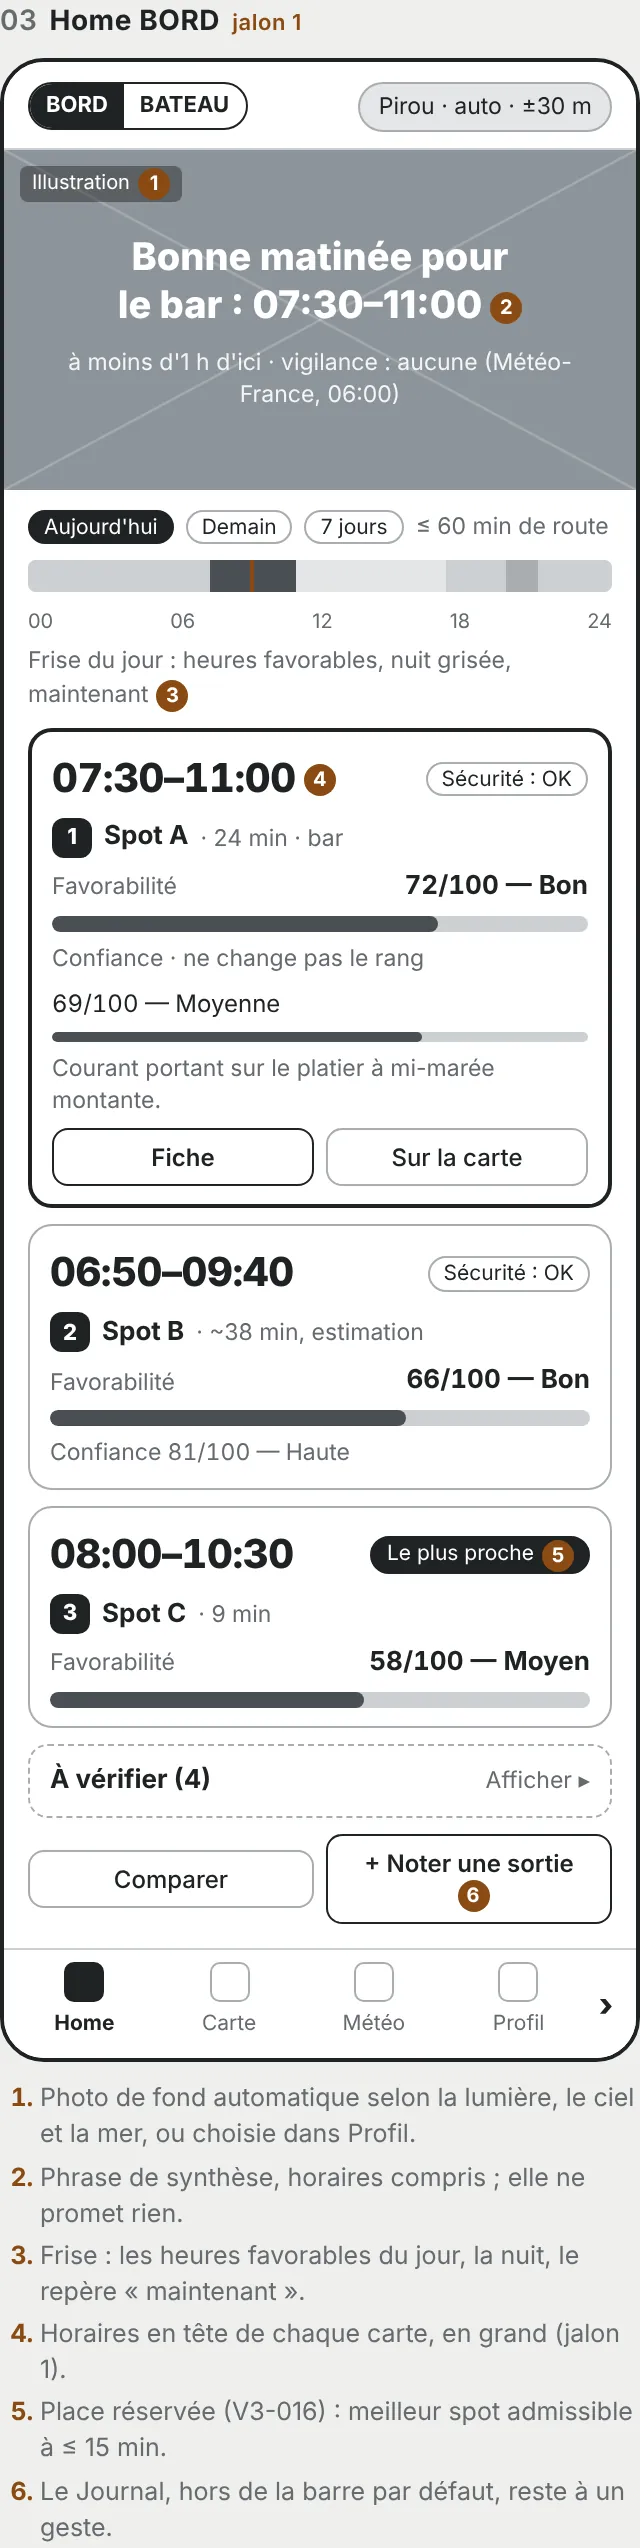 03 Home BORD jalon 1
BORD BATEAU
Pirou · auto · ±30 m
Illustration 1
Bonne matinée pour
le bar : 07:30–11:00 2
à moins d'1 h d'ici · vigilance : aucune (Météo-
France, 06:00)
Aujourd'hui Demain 7 jours ≤ 60 min de route
00 06 12 18 24
Frise du jour : heures favorables, nuit grisée,
maintenant 3
07:30–11:00 4 Sécurité : OK
1 Spot A · 24 min · bar
Favorabilité 72/100 — Bon
Confiance · ne change pas le rang
69/100 — Moyenne
Courant portant sur le platier à mi-marée
montante.
Fiche Sur la carte
06:50–09:40 Sécurité : OK
2 Spot B · ~38 min, estimation
Favorabilité 66/100 — Bon
Confiance 81/100 — Haute
08:00–10:30 Le plus proche 5
3 Spot C · 9 min
Favorabilité 58/100 — Moyen
À vérifier (4) Afficher ▸
Comparer + Noter une sortie
6
Home Carte Météo Profil ›
1. Photo de fond automatique selon la lumière, le ciel
et la mer, ou choisie dans Profil.
2. Phrase de synthèse, horaires compris ; elle ne
promet rien.
3. Frise : les heures favorables du jour, la nuit, le
repère « maintenant ».
4. Horaires en tête de chaque carte, en grand (jalon
1).
5. Place réservée (V3-016) : meilleur spot admissible
à ≤ 15 min.
6. Le Journal, hors de la barre par défaut, reste à un
geste.